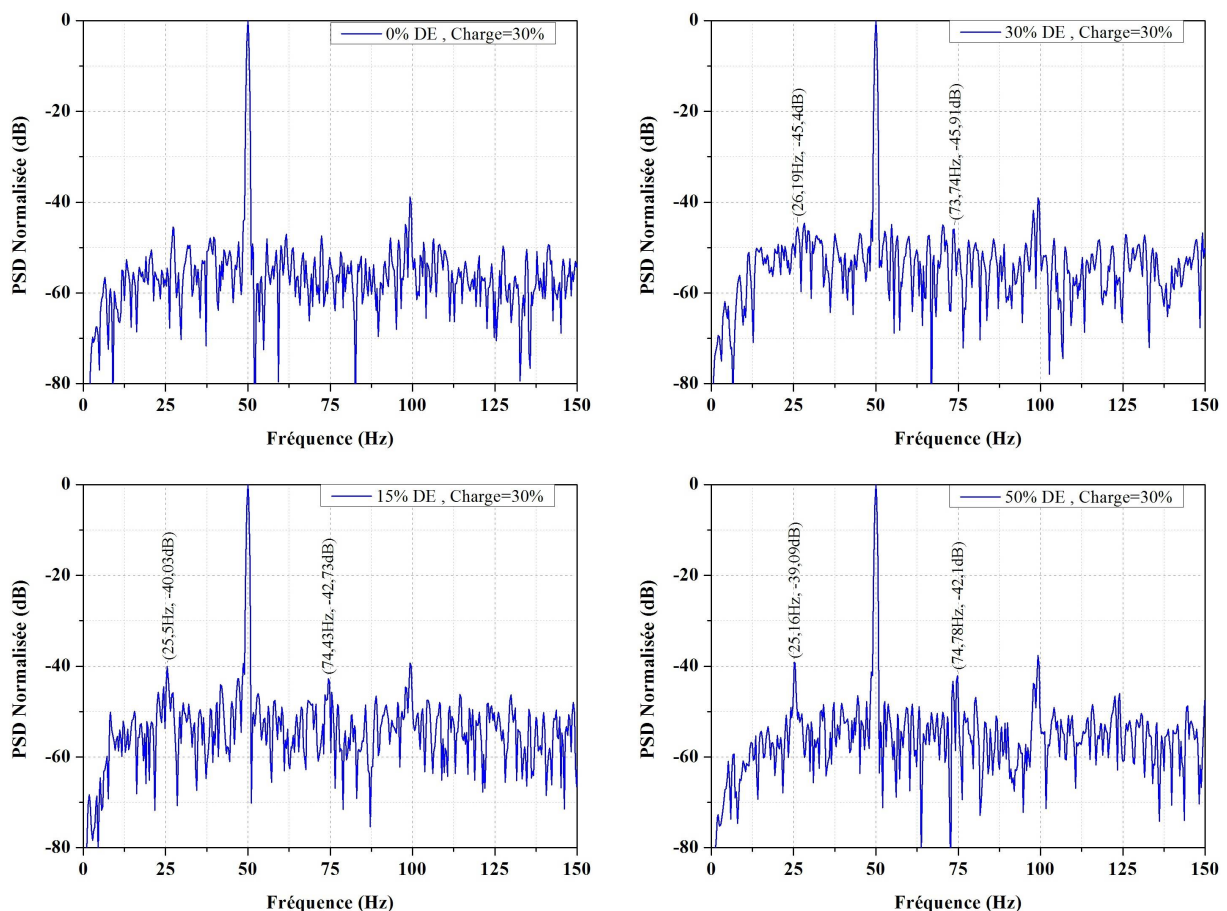 0% DE , Charge=30%
PSD Normalisée (dB)
0
-20
-40
-60
-80
0 25 50 75 100 125 150
Fréquence (Hz)
30% DE , Charge=30%
(26,19Hz, -45,4dB)
(73,74Hz, -45,91dB)
PSD Normalisée (dB)
0
-20
-40
-60
-80
0 25 50 75 100 125 150
Fréquence (Hz)
15% DE , Charge=30%
(25,5Hz, -40,03dB)
(74,43Hz, -42,73dB)
PSD Normalisée (dB)
0
-20
-40
-60
-80
0 25 50 75 100 125 150
Fréquence (Hz)
50% DE , Charge=30%
(25,16Hz, -39,09dB)
(74,78Hz, -42,1dB)
PSD Normalisée (dB)
0
-20
-40
-60
-80
0 25 50 75 100 125 150
Fréquence (Hz)